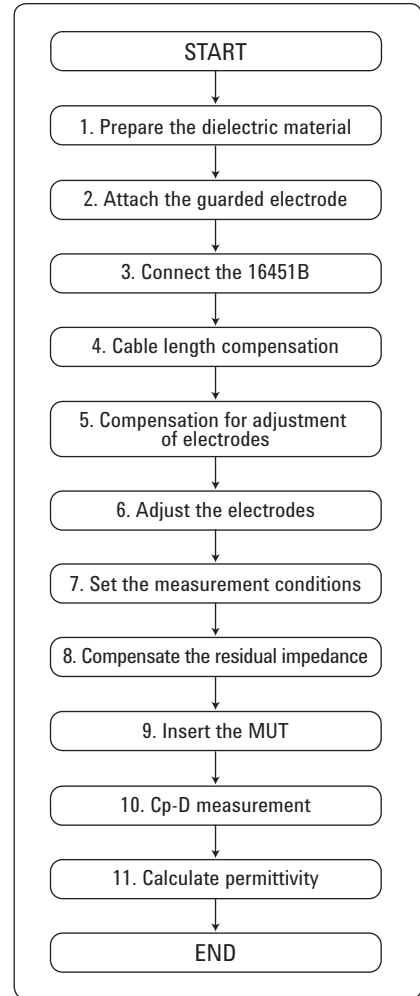 START
1. Prepare the dielectric material
2. Attach the guarded electrode
3. Connect the 16451B
4. Cable length compensation
5. Compensation for adjustment
of electrodes
6. Adjust the electrodes
7. Set the measurement conditions
8. Compensate the residual impedance
9. Insert the MUT
10. Cp-D measurement
11. Calculate permittivity
END